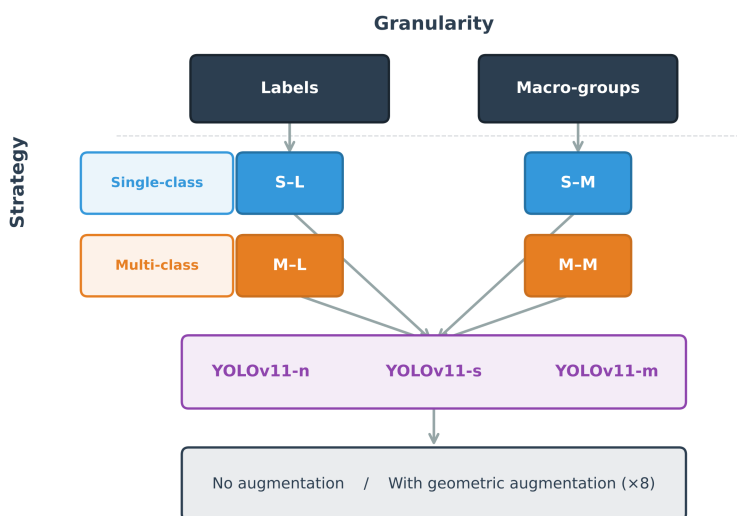 Granularity
Labels
Macro-groups
Strategy
Single-class
S–L
S–M
Multi-class
M–L
M–M
YOLOv11-n
YOLOv11-s
YOLOv11-m
No augmentation / With geometric augmentation (×8)